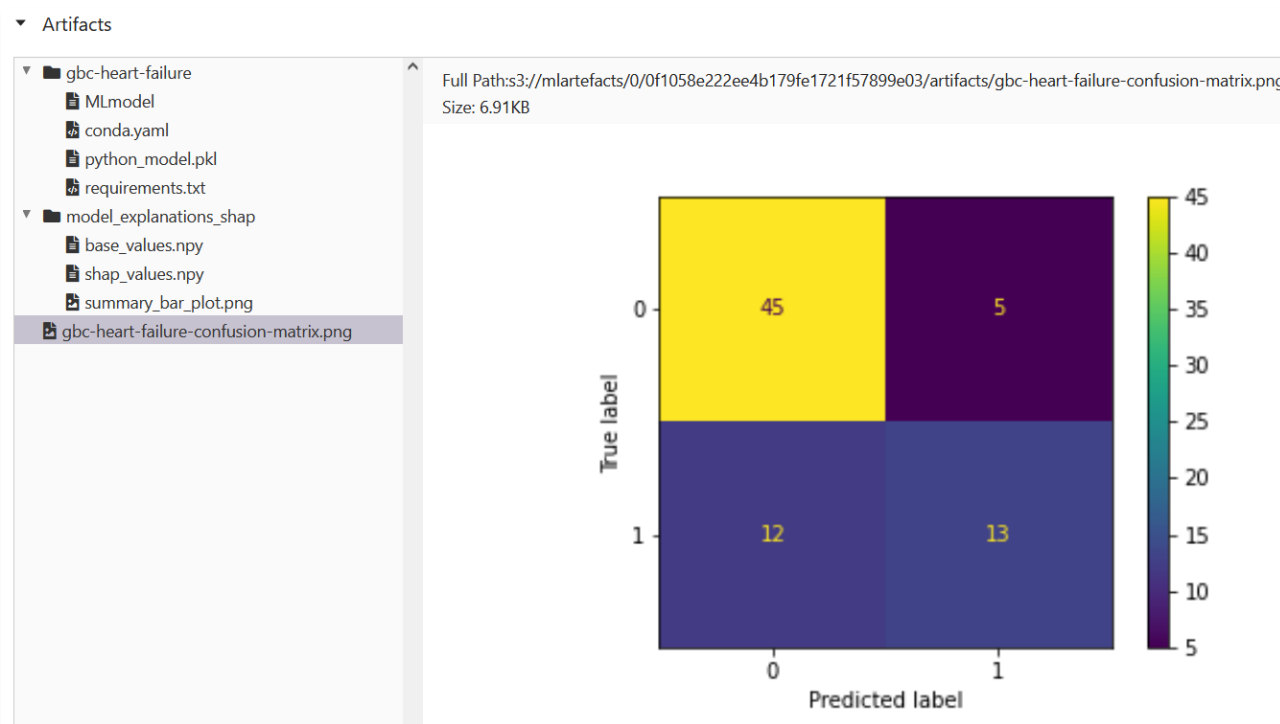 Artifacts
gbc-heart-failure
MLmodel
conda.yaml
python_model.pkl
requirements.txt
model_explanations_shap
base_values.npy
shap_values.npy
summary_bar_plot.png
gbc-heart-failure-confusion-matrix.png
Full Path:s3://mlartefacts/0/0f1058e222ee4b179fe1721f57899e03/artifacts/gbc-heart-failure-confusion-matrix.png
Size: 6.91KB
True label
0
1
45
5
12
13
0
1
Predicted label
45
40
35
30
25
20
15
10
5